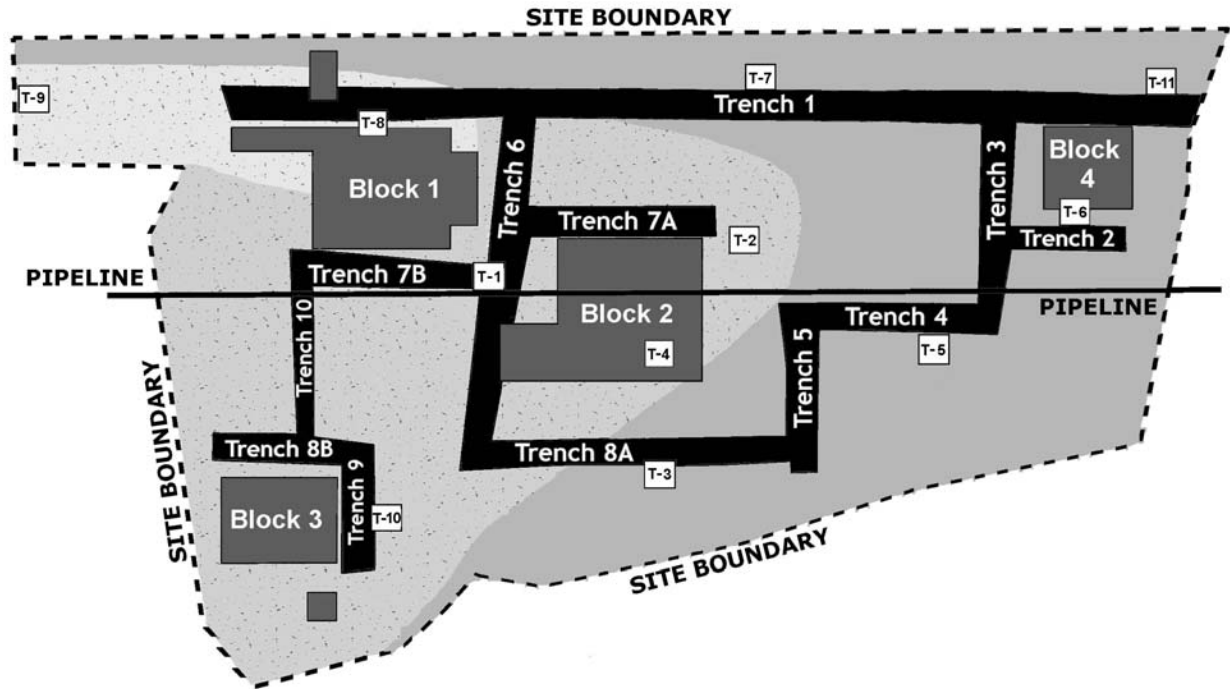 SITE BOUNDARY
T-7
T-11
T-9
Trench 1
T-8
Block
4
Block 1
Trench 6
Trench 3
T-6
Trench 7A
T-2
Trench 2
PIPELINE
Trench 7B
T-1
PIPELINE
Block 2
Trench 4
Trench 10
T-4
T-5
Trench 5
SITE BOUNDARY
Trench 8B
Trench 8A
T-3
Trench 9
Block 3
T-10
SITE BOUNDARY